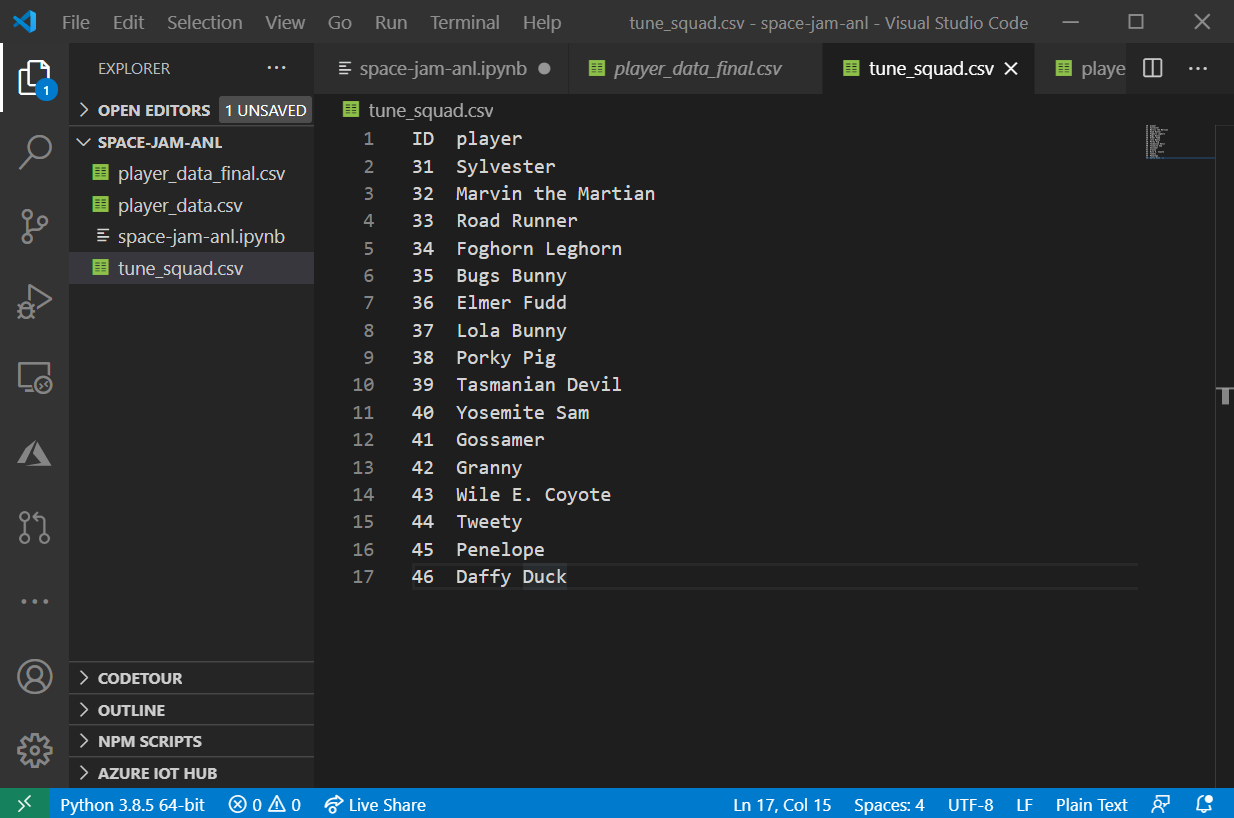 File Edit Selection View Go Run Terminal Help tune_squad.csv - space-jam-anl - Visual Studio Code
EXPLORER
space-jam-anl.ipynb player_data_final.csv tune_squad.csv playe
1
OPEN EDITORS 1 UNSAVED
SPACE-JAM-ANL
player_data_final.csv
player_data.csv
space-jam-anl.ipynb
tune_squad.csv
CODETOUR
OUTLINE
NPM SCRIPTS
AZURE IOT HUB
tune_squad.csv
1 ID player
2 31 Sylvester
3 32 Marvin the Martian
4 33 Road Runner
5 34 Foghorn Leghorn
6 35 Bugs Bunny
7 36 Elmer Fudd
8 37 Lola Bunny
9 38 Porky Pig
10 39 Tasmanian Devil
11 40 Yosemite Sam
12 41 Gossamer
13 42 Granny
14 43 Wile E. Coyote
15 44 Tweety
16 45 Penelope
17 46 Daffy Duck
Python 3.8.5 64-bit 0 0 Live Share Ln 17, Col 15 Spaces: 4 UTF-8 LF Plain Text